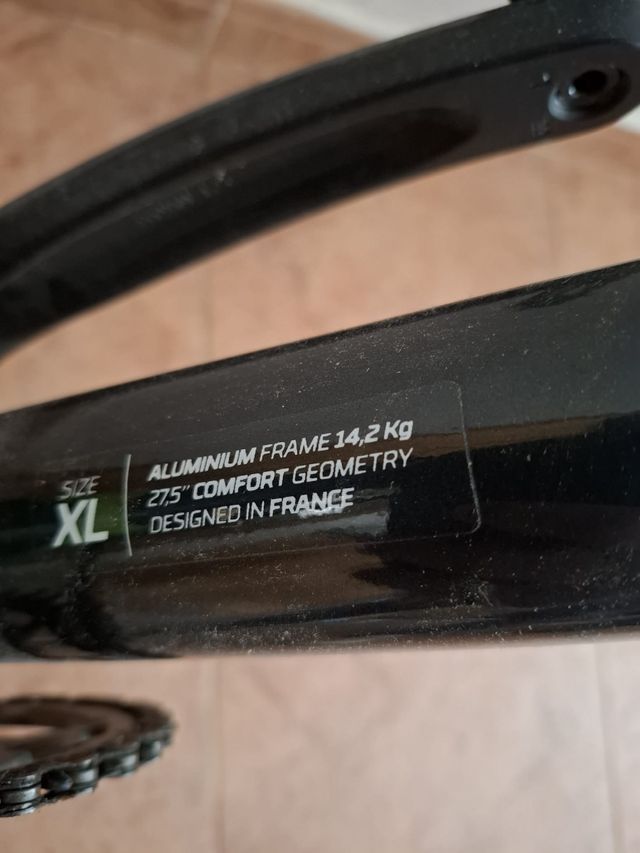 SIZE
XL
ALUMINIUM FRAME 14,2 Kg
27,5" COMFORT GEOMETRY
DESIGNED IN FRANCE